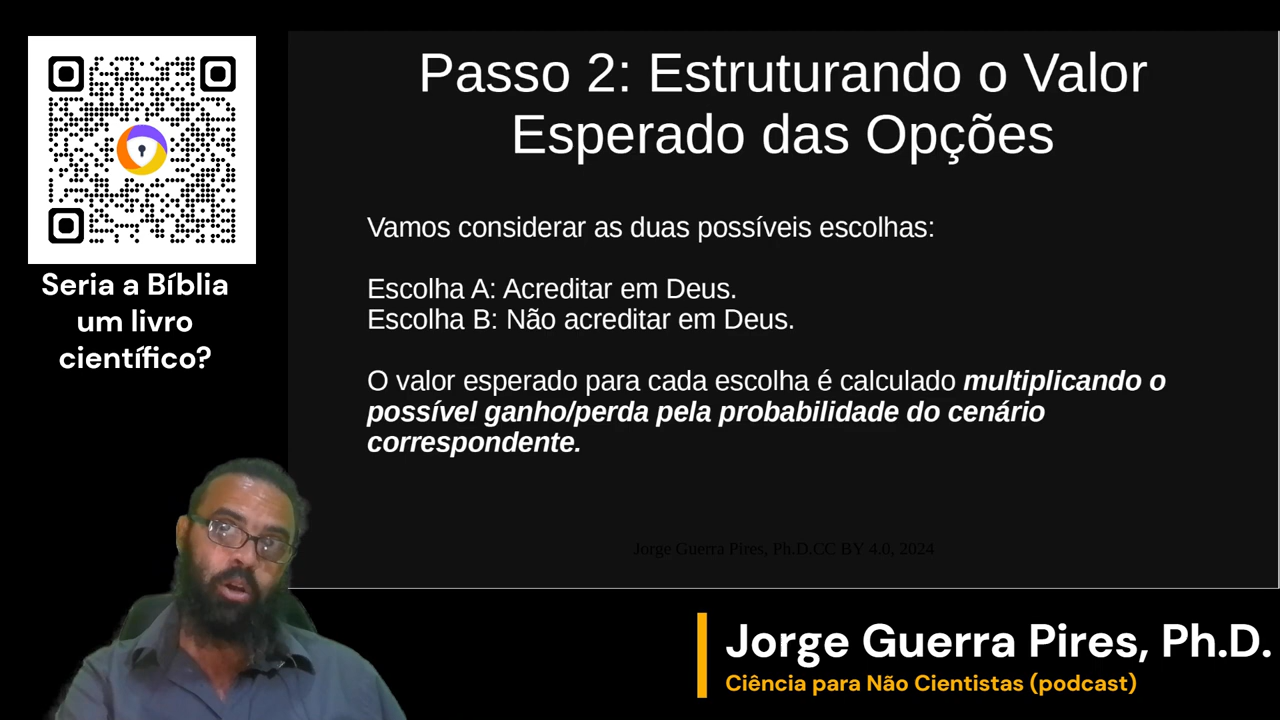 Passo 2: Estruturando o Valor
Esperado das Opções
Vamos considerar as duas possíveis escolhas:
Escolha A: Acreditar em Deus.
Escolha B: Não acreditar em Deus.
O valor esperado para cada escolha é calculado multiplicando o
possível ganho/perda pela probabilidade do cenário
correspondente.
Jorge Guerra Pires, Ph.D.CC BY 4.0, 2024
Seria a Bíblia
um livro
científico?
Jorge Guerra Pires, Ph.D.
Ciência para Não Cientistas (podcast)